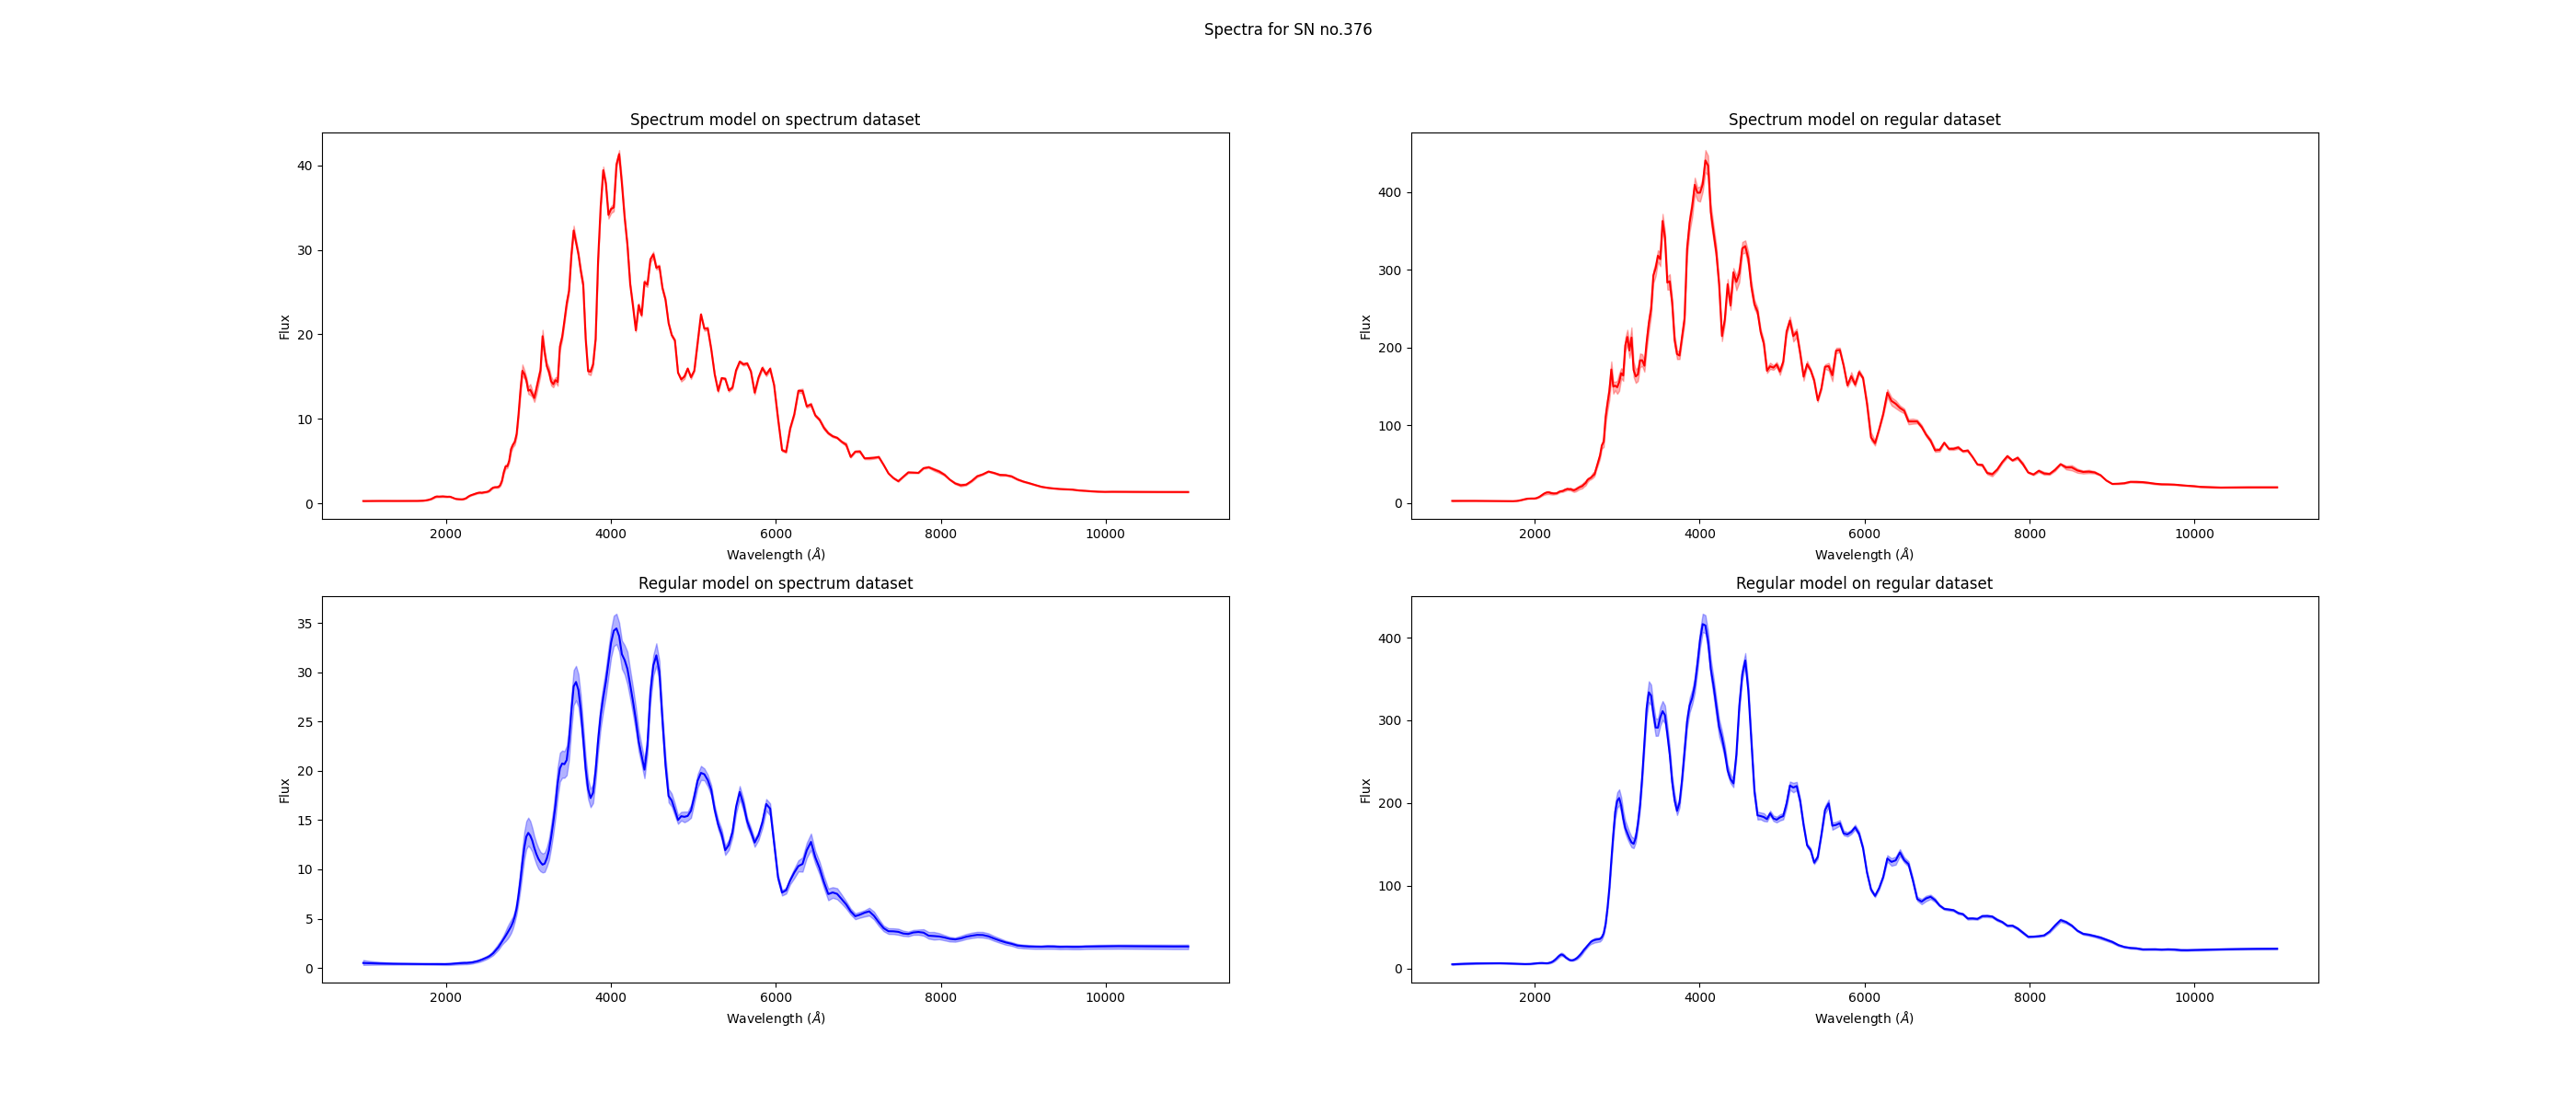 Spectra for SN no.376
Spectrum model on spectrum dataset
Flux
40
30
20
10
0
2000 4000 6000 8000 10000
Wavelength (Å)
Spectrum model on regular dataset
Flux
400
300
200
100
0
2000 4000 6000 8000 10000
Wavelength (Å)
Regular model on spectrum dataset
Flux
35
30
25
20
15
10
5
0
2000 4000 6000 8000 10000
Wavelength (Å)
Regular model on regular dataset
Flux
400
300
200
100
0
2000 4000 6000 8000 10000
Wavelength (Å)